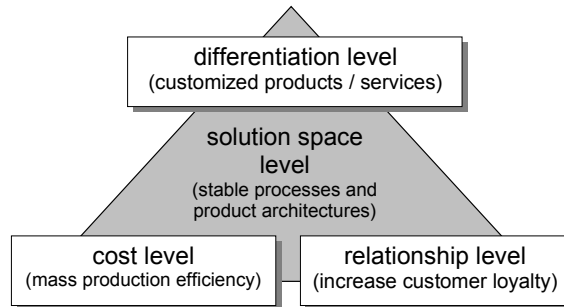 differentiation level
(customized products / services)
solution space
level
(stable processes and
product architectures)
cost level
(mass production efficiency)
relationship level
(increase customer loyalty)